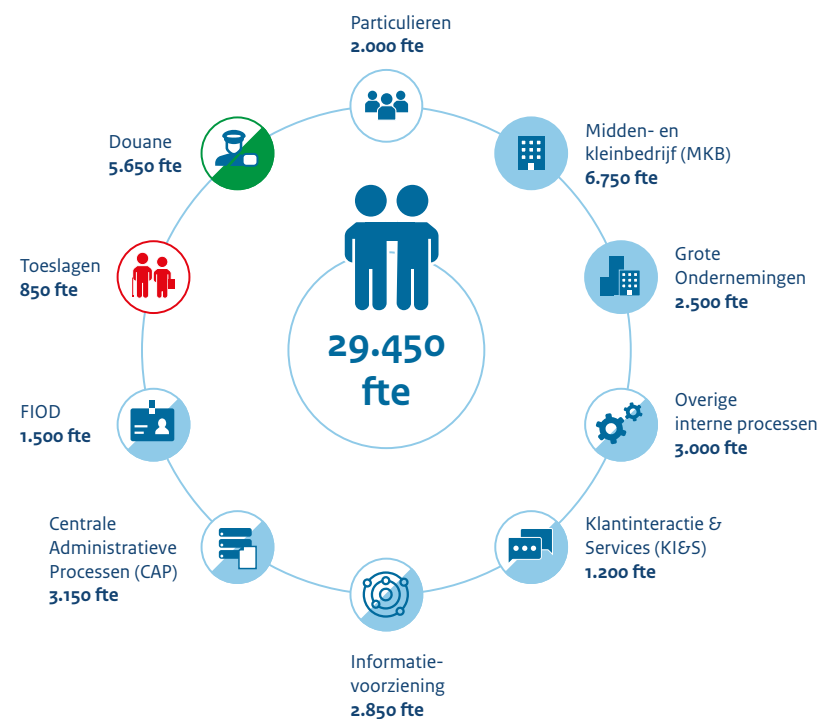 Particulieren
2.000 fte
Midden- en
kleinbedrijf (MKB)
6.750 fte
Grote
Ondernemingen
2.500 fte
Overige
interne processen
3.000 fte
Klantinteractie &
Services (KI&S)
1.200 fte
Informatie-
voorziening
2.850 fte
Centrale
Administratieve
Processen (CAP)
3.150 fte
FIOD
1.500 fte
Toeslagen
850 fte
Douane
5.650 fte
29.450
fte